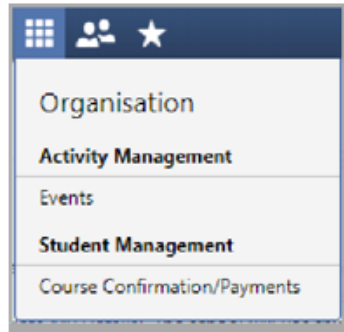 Organisation
Activity Management
Events
Student Management
Course Confirmation/Payments